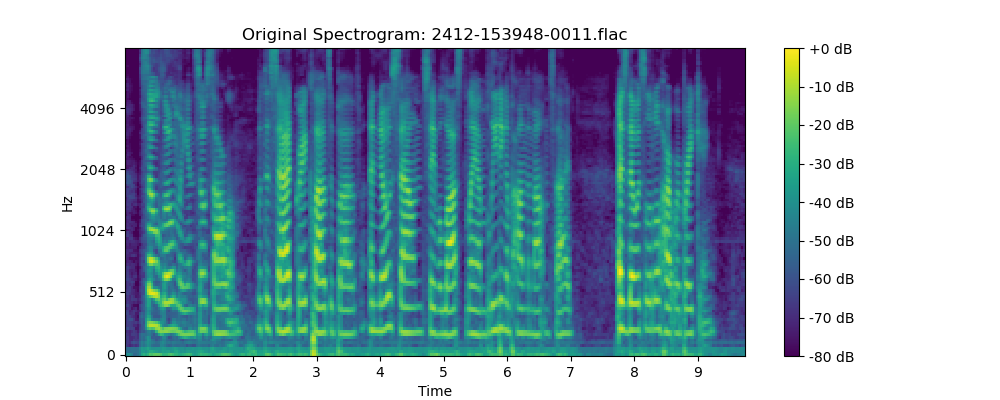 Original Spectrogram: 2412-153948-0011.flac
4096
2048
1024
512
0
Hz
0 1 2 3 4 5 6 7 8 9
Time
+0 dB
-10 dB
-20 dB
-30 dB
-40 dB
-50 dB
-60 dB
-70 dB
-80 dB